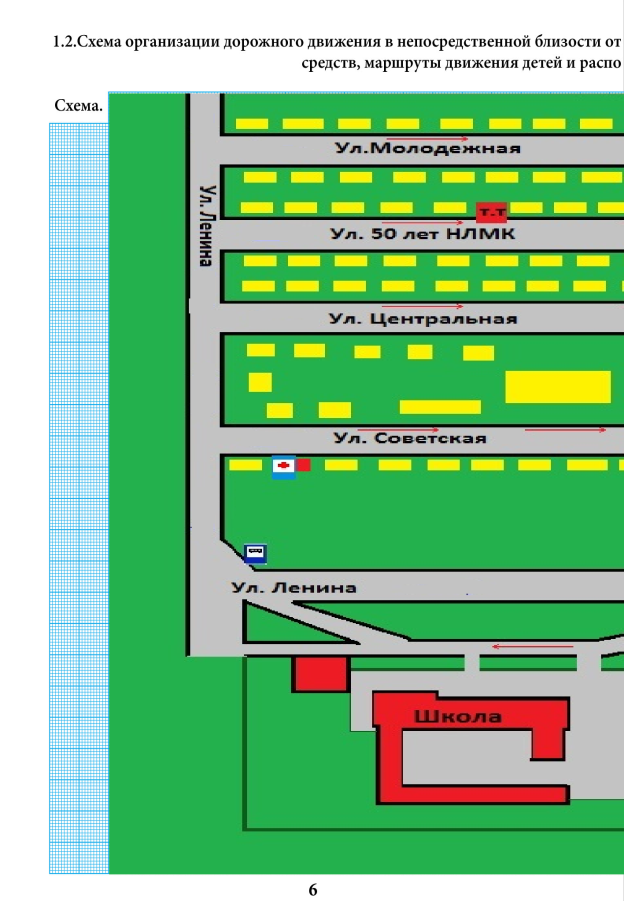 1.2.Схема организации дорожного движения в непосредственной близости от
средств, маршруты движения детей и распо
Схема.
Ул.Молодежная
Ул. Ленина
т.т
Ул. 50 лет НЛМК
Ул. Центральная
Ул. Советская
Ул. Ленина
Школа
6